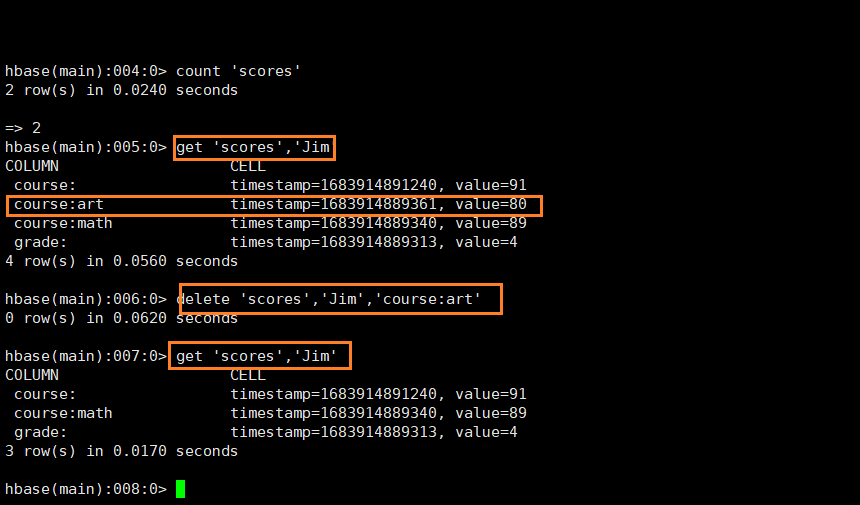 hbase(main):004:0> count 'scores'
2 row(s) in 0.0240 seconds
=> 2
hbase(main):005:0> get 'scores','Jim'
COLUMN CELL
course: timestamp=1683914891240, value=91
course:art timestamp=1683914889361, value=80
course:math timestamp=1683914889340, value=89
grade: timestamp=1683914889313, value=4
4 row(s) in 0.0560 seconds
hbase(main):006:0> delete 'scores','Jim','course:art'
0 row(s) in 0.0620 seconds
hbase(main):007:0> get 'scores','Jim'
COLUMN CELL
course: timestamp=1683914891240, value=91
course:math timestamp=1683914889340, value=89
grade: timestamp=1683914889313, value=4
3 row(s) in 0.0170 seconds
hbase(main):008:0>